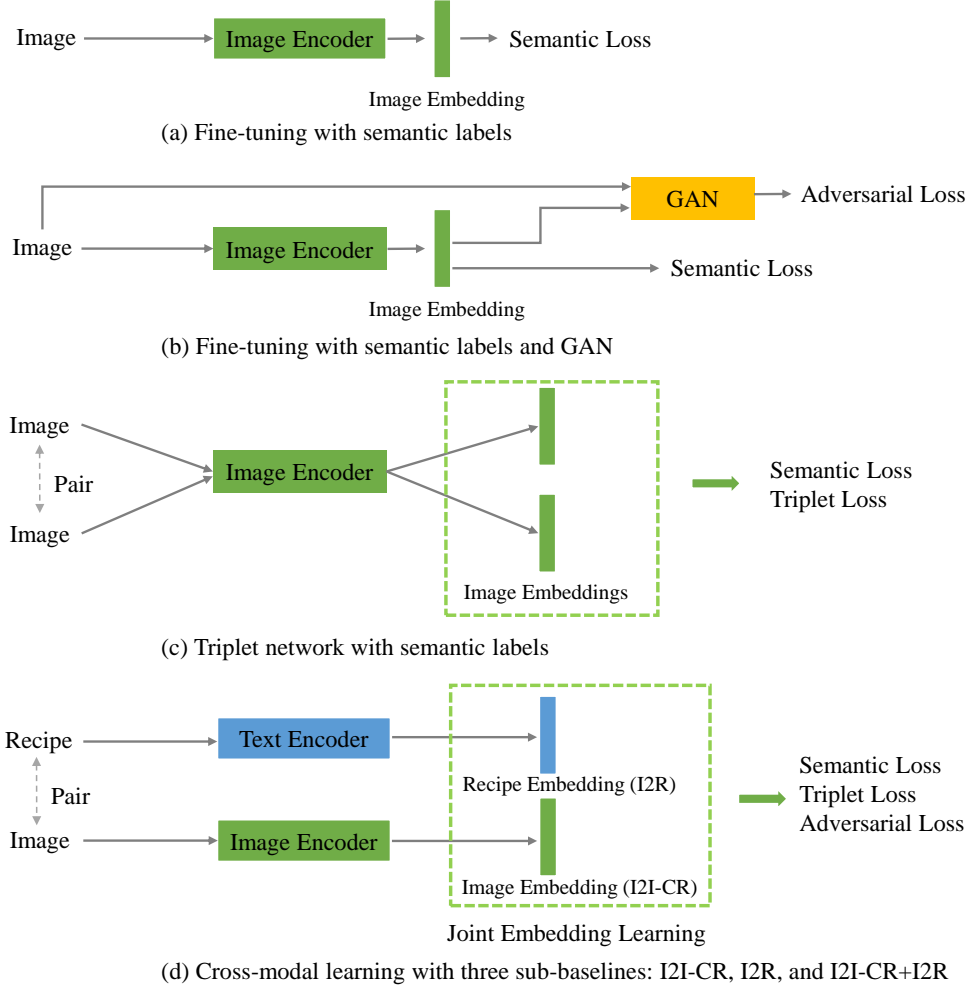 Image
Image Encoder
Semantic Loss
Image Embedding
(a) Fine-tuning with semantic labels
GAN
Adversarial Loss
Image
Image Encoder
Semantic Loss
Image Embedding
(b) Fine-tuning with semantic labels and GAN
Image
Pair
Image
Image Encoder
Image Embeddings
Semantic Loss
Triplet Loss
(c) Triplet network with semantic labels
Recipe
Pair
Image
Text Encoder
Image Encoder
Recipe Embedding (I2R)
Image Embedding (I2I-CR)
Joint Embedding Learning
Semantic Loss
Triplet Loss
Adversarial Loss
(d) Cross-modal learning with three sub-baselines: I2I-CR, I2R, and I2I-CR+I2R